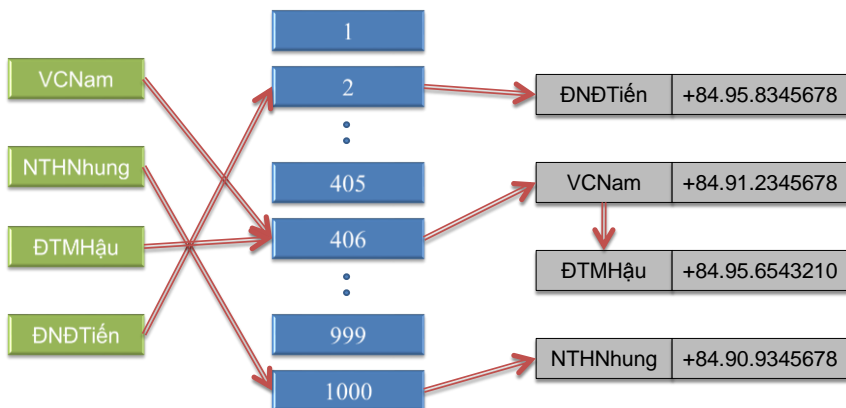 VCNam
NTHNhung
ĐTMHậu
ĐNĐTiến
1
2
405
406
999
1000
ĐNĐTiến +84.95.8345678
VCNam +84.91.2345678
ĐTMHậu +84.95.6543210
NTHNhung +84.90.9345678